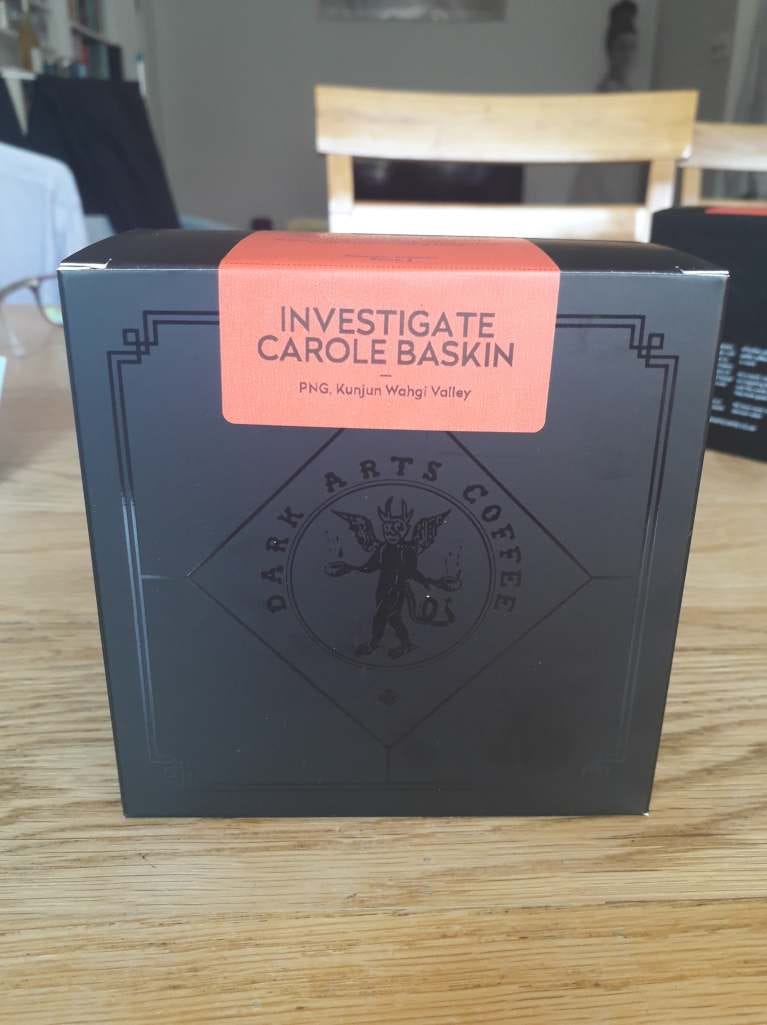 INVESTIGATE
CAROLE BASKIN
PNG, Kunjun Wahgi Valley
DARK ARTS COFFEE